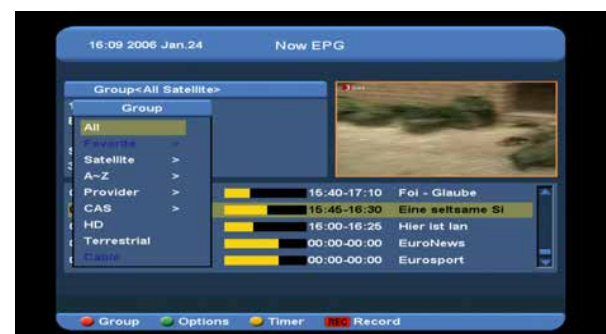 16:09 2006 Jan.24 Now EPG
Group<All Satellite>
Group
All
Favorite >
Satellite >
A~Z >
Provider >
CAS >
HD
Terrestrial
Cable
15:40-17:10 Foi - Glaube
15:45-16:30 Eine seltsame Si
16:00-16:25 Hier ist Ian
00:00-00:00 EuroNews
00:00-00:00 Eurosport
Group Options Timer REC Record